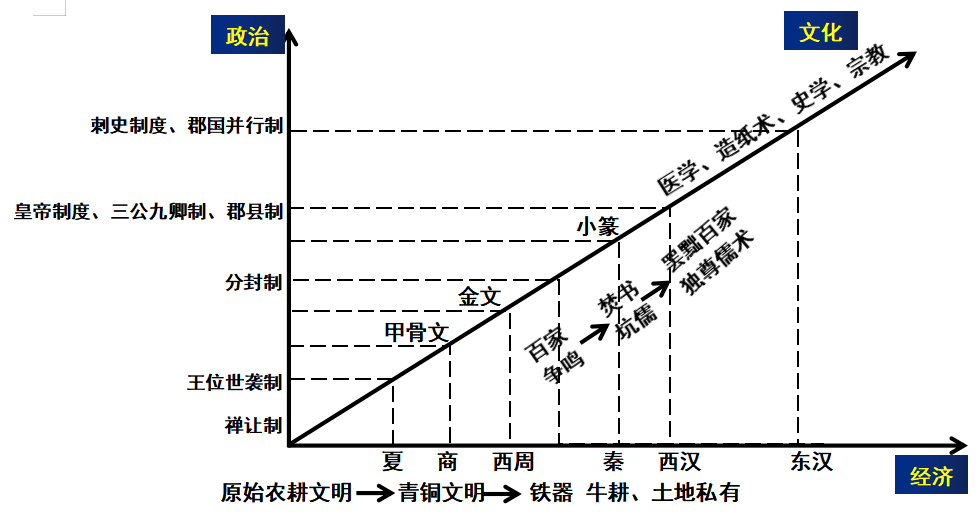 政治
文化
刺史制度、郡国并行制
医学、造纸术、史学、宗教
皇帝制度、三公九卿制、郡县制
小篆
罢黜百家
独尊儒术
分封制
金文
焚书
坑儒
甲骨文
百家
争鸣
王位世袭制
禅让制
夏 商 西周 秦 西汉 东汉
经济
原始农耕文明 青铜文明 铁器 牛耕、土地私有